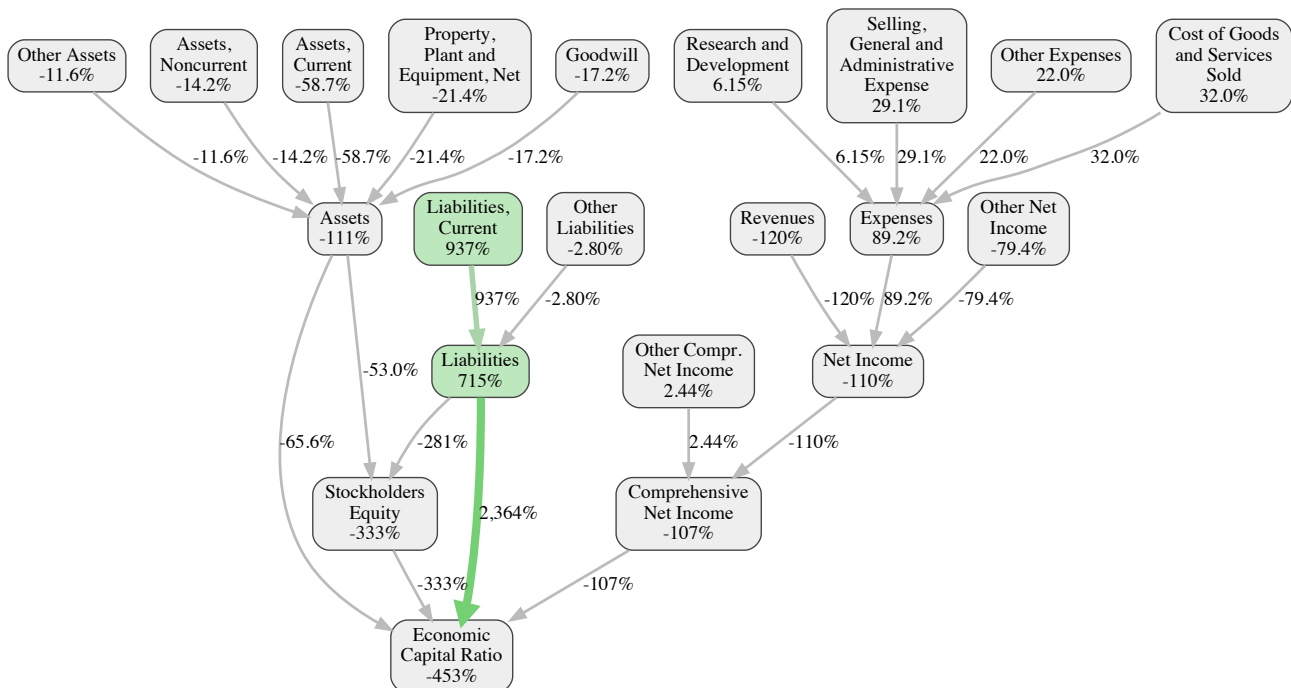 Other Assets
-11.6%
Assets,
Noncurrent
-14.2%
Assets,
Current
-58.7%
Property,
Plant and
Equipment, Net
-21.4%
Goodwill
-17.2%
Research and
Development
6.15%
Selling,
General and
Administrative
Expense
29.1%
Other Expenses
22.0%
Cost of Goods
and Services
Sold
32.0%
-11.6%
-14.2%
-58.7%
-21.4%
-17.2%
6.15%
29.1%
22.0%
32.0%
Assets
-111%
Liabilities,
Current
937%
Other
Liabilities
-2.80%
Revenues
-120%
Expenses
89.2%
Other Net
Income
-79.4%
937%
-2.80%
-120%
89.2%
-79.4%
-53.0%
Liabilities
715%
Other Compr.
Net Income
2.44%
Net Income
-110%
-65.6%
-281%
2.44%
-110%
Stockholders
Equity
-333%
2,364%
Comprehensive
Net Income
-107%
-333%
-107%
Economic
Capital Ratio
-453%